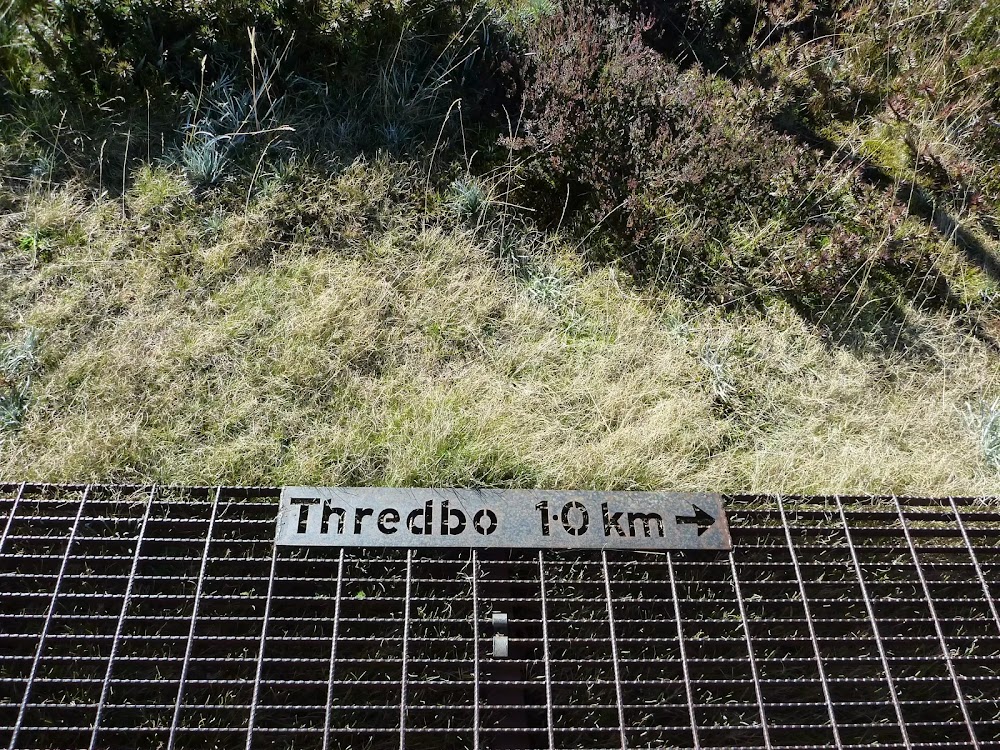 Thredbo 1·0 km →